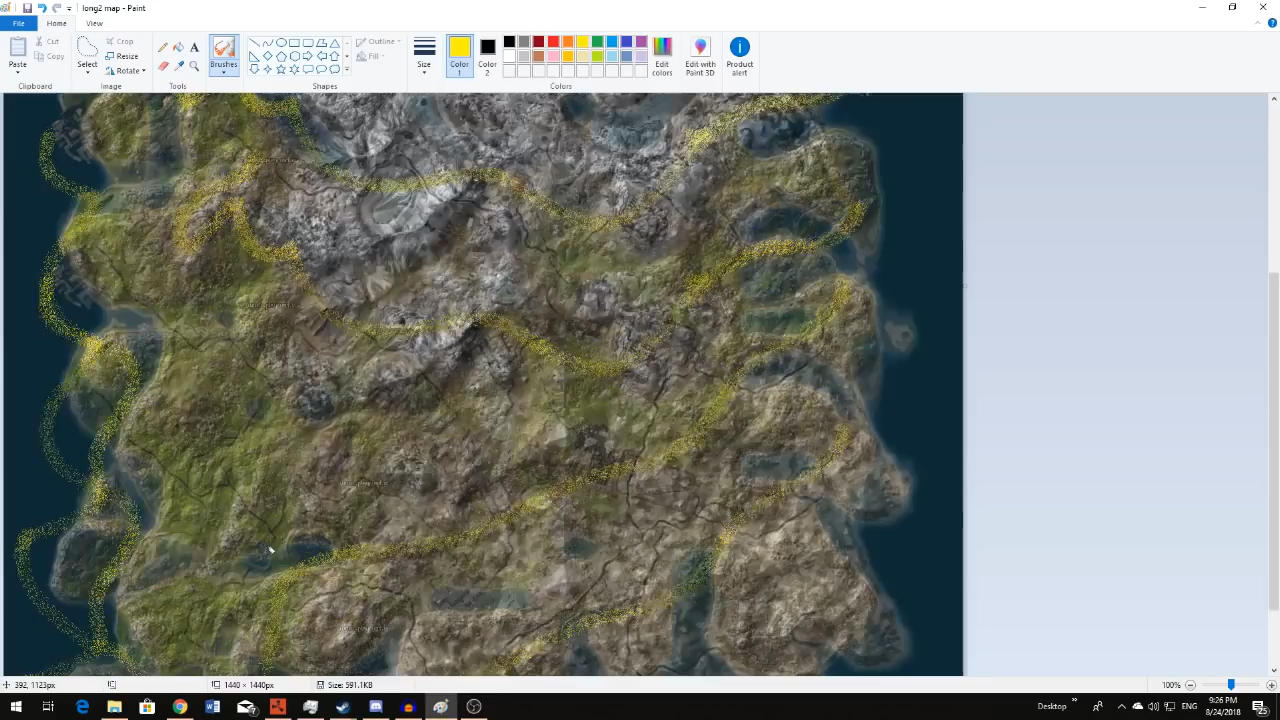 long2 map - Paint
File
Home
View
Paste
Cut
Copy
Clipboard
Select
Crop
Resize
Rotate
Image
Tools
Brushes
Outline
Fill
Shapes
Size
Color 1
Color 2
Edit colors
Colors
Edit with Paint 3D
Product alert
392, 1123px
1440 × 1440px
Size: 591.1KB
100%
Desktop
ENG
9:26 PM
8/24/2018